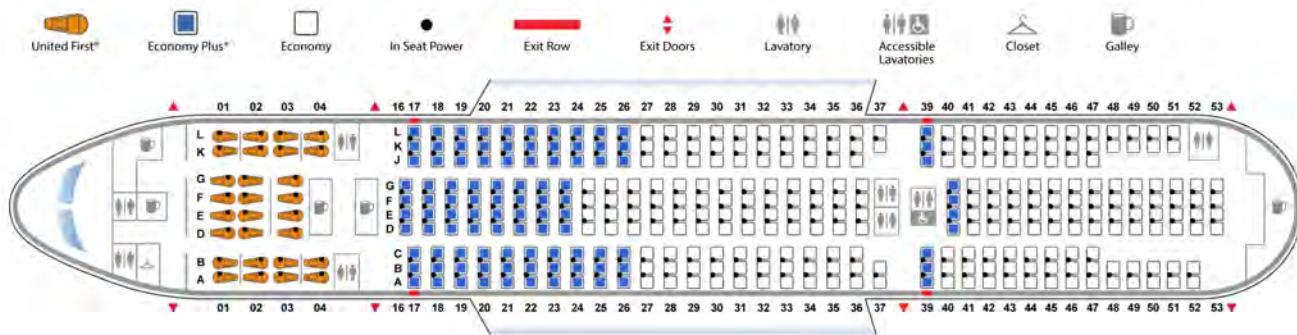 United First® Economy Plus® Economy In Seat Power Exit Row Exit Doors Lavatory Accessible Lavatories Closet Galley
01 02 03 04 16 17 18 19 20 21 22 23 24 25 26 27 28 29 30 31 32 33 34 35 36 37 39 40 41 42 43 44 45 46 47 48 49 50 51 52 53
L L
K K
J
G G
F F
E E
D D
C
B B
A A
01 02 03 04 16 17 18 19 20 21 22 23 24 25 26 27 28 29 30 31 32 33 34 35 36 37 39 40 41 42 43 44 45 46 47 48 49 50 51 52 53